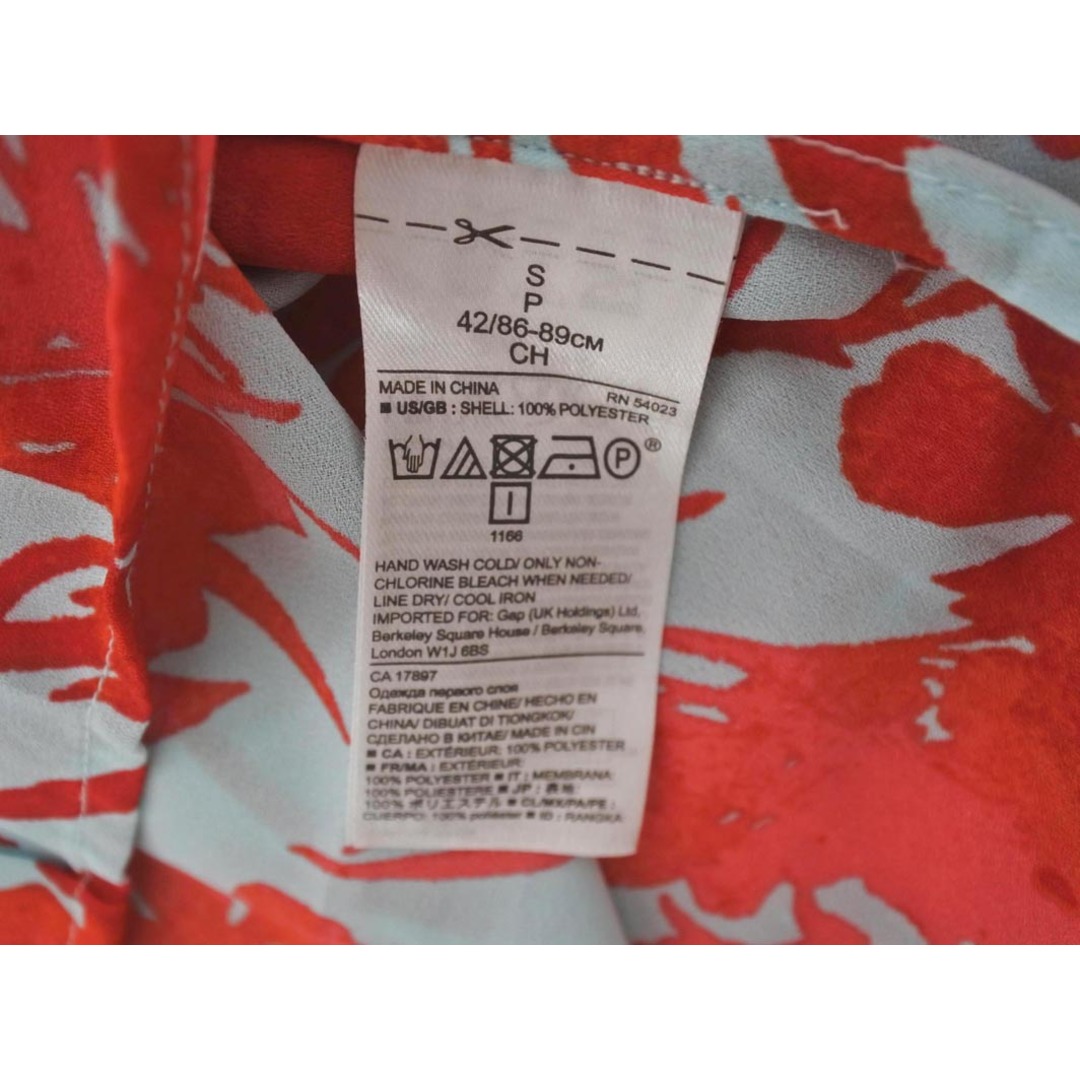 S
P
42/86-89см
CH
MADE IN CHINA RN 54023
■ US/GB : SHELL: 100% POLYESTER
P ®
1166
HAND WASH COLD/ ONLY NON-
CHLORINE BLEACH WHEN NEEDED/
LINE DRY/ COOL IRON
IMPORTED FOR: Gap (UK Holdings) Ltd,
Berkeley Square House / Berkeley Square,
London W1J 6BS
CA 17897
Одежда первого слоя
FABRIQUE EN CHINE/ HECHO EN
CHINA/ DIBUAT DI TIONGKOK/
СДЕЛАНО В КИТАЕ/ MADE IN CIN
■ CA : EXTÉRIEUR: 100% POLYESTER
■ FR/MA : EXTÉRIEUR:
100% POLYESTER ■ IT : MEMBRANA:
100% POLIESTERE ■ JP : 表地:
100% ポリエステル ■ CL/MX/PA/PE :
CUERPO: 100% poliéster ■ ID : RANGKA